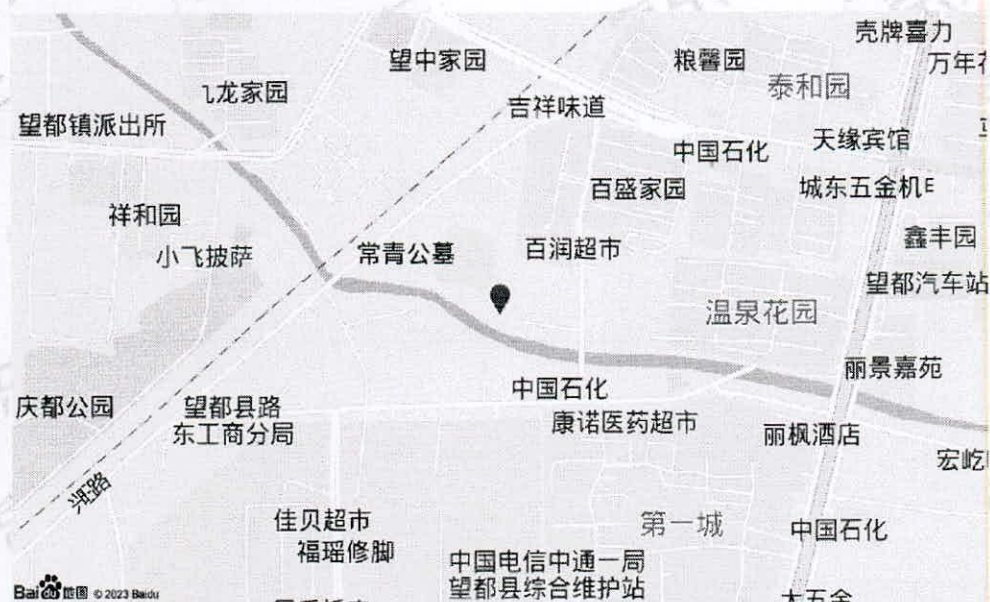 壳牌喜力
望中家园
粮馨园
万年花
龙家园
泰和园
吉祥味道
望都镇派出所
天缘宾馆
中国石化
百盛家园
城东五金机
祥和园
鑫丰园
小飞披萨
常青公墓
百润超市
望都汽车站
温泉花园
丽景嘉苑
中国石化
庆都公园
望都县路
东工商分局
康诺医药超市
丽枫酒店
宏屹
佳贝超市
第一城
中国石化
福瑶修脚
中国电信中通一局
望都县综合维护站
Bai du 地图 © 2023 Baidu